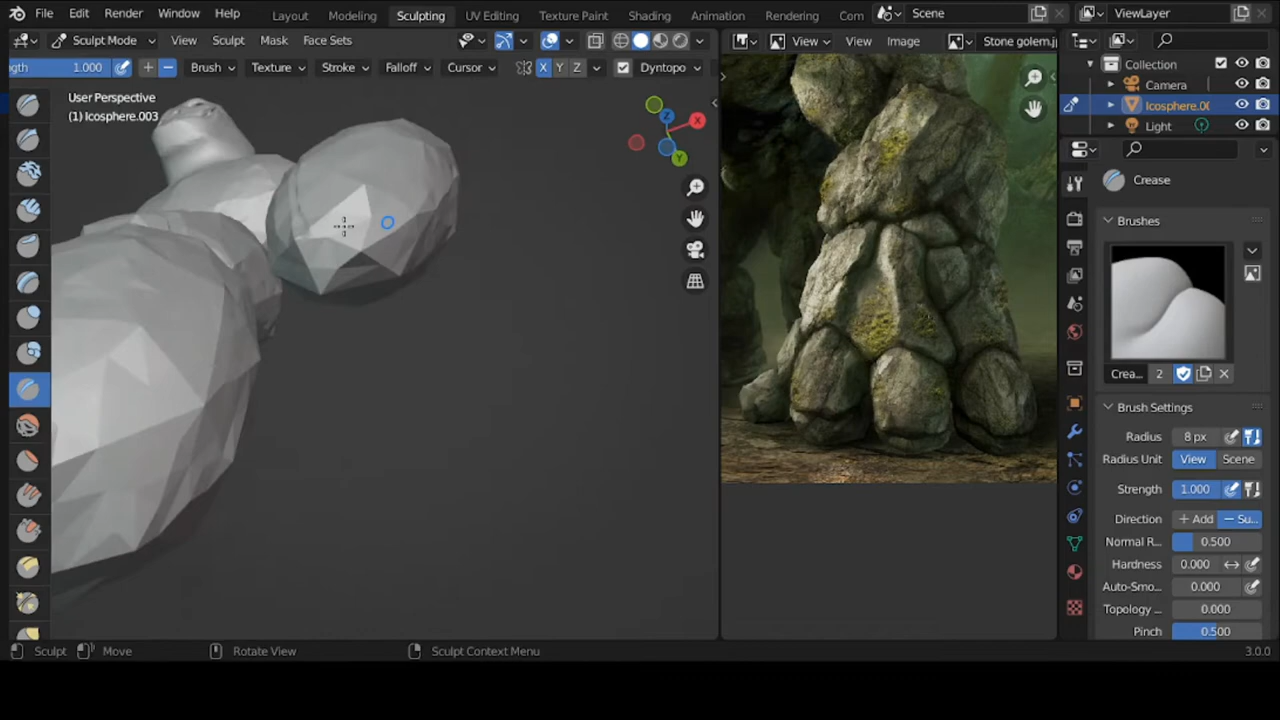 File Edit Render Window Help Layout Modeling Sculpting UV Editing Texture Paint Shading Animation Rendering Com Scene ViewLayer
Sculpt Mode View Sculpt Mask Face Sets View View Image Stone golem.j
gth 1.000 Brush Texture Stroke Falloff Cursor X Y Z Dyntopo
Collection
Camera
Icosphere.00
Light
User Perspective
(1) Icosphere.003
Z
X
Y
Crease
Brushes
Crea... 2
Brush Settings
Radius 8 px
Radius Unit View Scene
Strength 1.000
Direction + Add − Su...
Normal R... 0.500
Hardness 0.000
Auto-Smo... 0.000
Topology ... 0.000
Pinch 0.500
Sculpt Move Rotate View Sculpt Context Menu 3.0.0